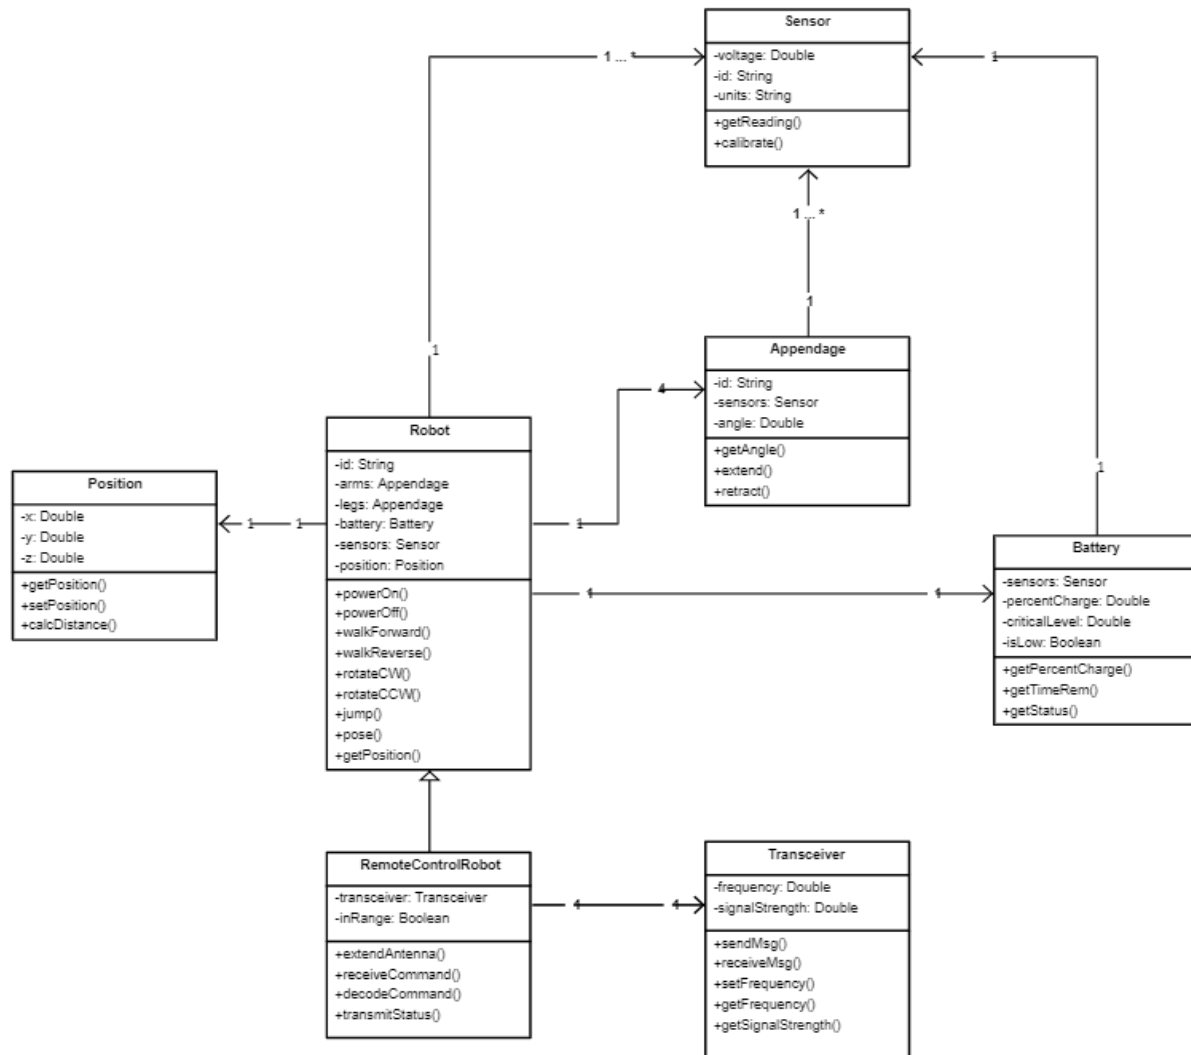 Sensor
-voltage: Double
-id: String
-units: String
+getReading()
+calibrate()
1 ... *
1
1 ... *
1
1
1
Appendage
-id: String
-sensors: Sensor
-angle: Double
+getAngle()
+extend()
+retract()
4
1
Robot
-id: String
-arms: Appendage
-legs: Appendage
-battery: Battery
-sensors: Sensor
-position: Position
+powerOn()
+powerOff()
+walkForward()
+walkReverse()
+rotateCW()
+rotateCCW()
+jump()
+pose()
+getPosition()
Position
-x: Double
-y: Double
-z: Double
+getPosition()
+setPosition()
+calcDistance()
1
1
1
1
Battery
-sensors: Sensor
-percentCharge: Double
-criticalLevel: Double
-isLow: Boolean
+getPercentCharge()
+getTimeRem()
+getStatus()
RemoteControlRobot
-transceiver: Transceiver
-inRange: Boolean
+extendAntenna()
+receiveCommand()
+decodeCommand()
+transmitStatus()
1
1
Transceiver
-frequency: Double
-signalStrength: Double
+sendMsg()
+receiveMsg()
+setFrequency()
+getFrequency()
+getSignalStrength()